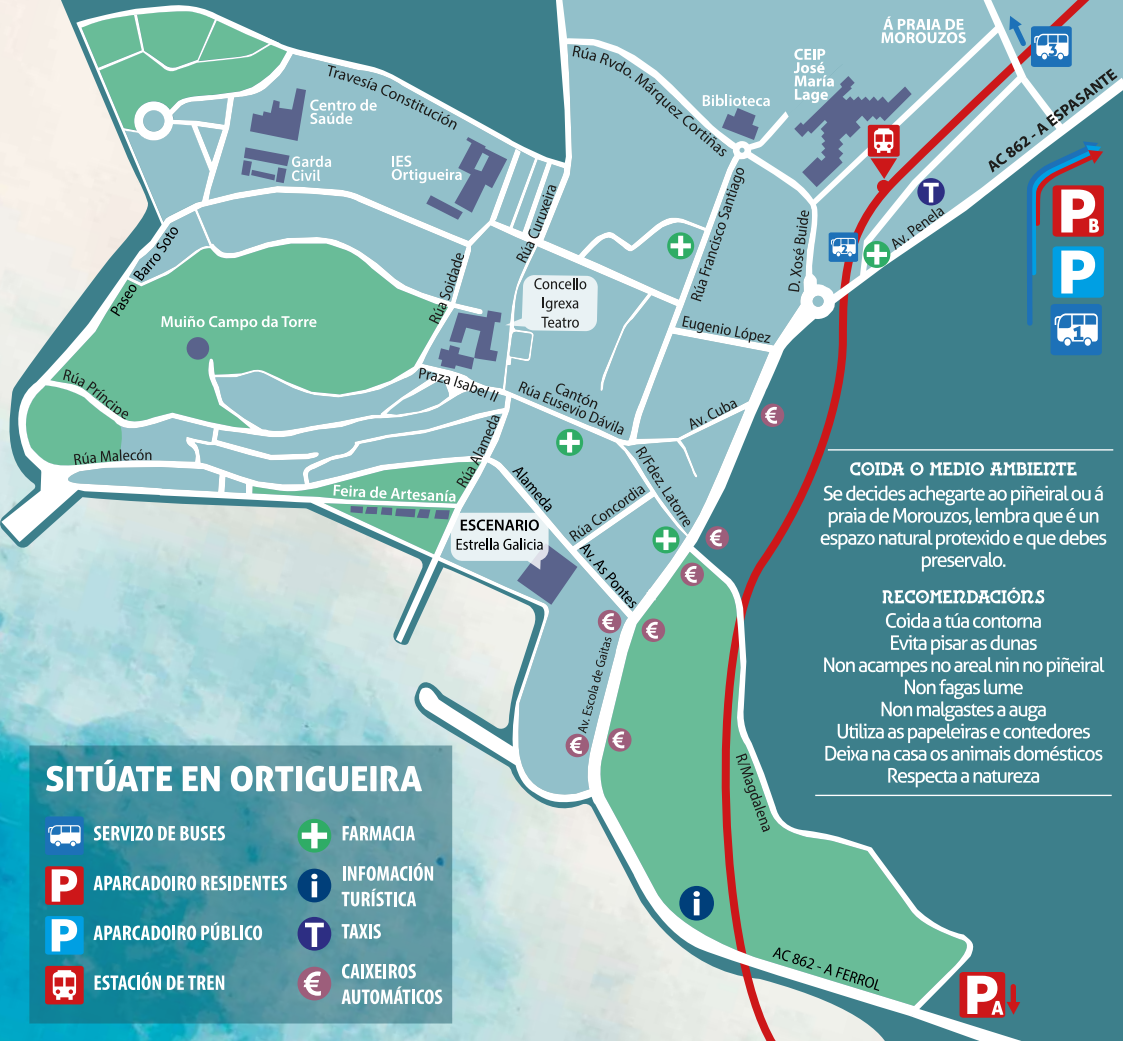 Á PRAIA DE
MOROUZOS
3
CEIP
José
María
Lage
Rúa Rvdo. Márquez Cortiñas
Biblioteca
Travesía Constitución
Centro de
Saúde
Garda
Civil
IES
Ortigueira
AC 862 - A ESPASANTE
T
PB
P
1
2
Av. Penela
D. Xosé Buide
Rúa Francisco Santiago
Rúa Curuxeira
Rúa Soidade
Paseo Barro Soto
Concello
Igrexa
Teatro
Muiño Campo da Torre
Eugenio López
Rúa Príncipe
Praza Isabel II
Cantón
Rúa Eusevio Dávila
Av. Cuba
€
Rúa Malecón
Rúa Alameda
Alameda
R/Fdez. Latorre
Feira de Artesanía
Rúa Concordia
ESCENARIO
Estrella Galicia
Av. As Pontes
€
€
€
€
Av. Escola de Gaitas
€
€
R/Magdalena
i
AC 862 - A FERROL
PA
COIDA O MEDIO AMBIENTE
Se decides achegarte ao piñeiral ou á
praia de Morouzos, lembra que é un
espazo natural protexido e que debes
preservalo.
RECOMENDACIÓNS
Coida a túa contorna
Evita pisar as dunas
Non acampes no areal nin no piñeiral
Non fagas lume
Non malgastes a auga
Utiliza as papeleiras e contedores
Deixa na casa os animais domésticos
Respecta a natureza
SITÚATE EN ORTIGUEIRA
SERVIZO DE BUSES
P APARCADOIRO RESIDENTES
P APARCADOIRO PÚBLICO
ESTACIÓN DE TREN
FARMACIA
i INFOMACIÓN
TURÍSTICA
T TAXIS
€ CAIXEIROS
AUTOMÁTICOS